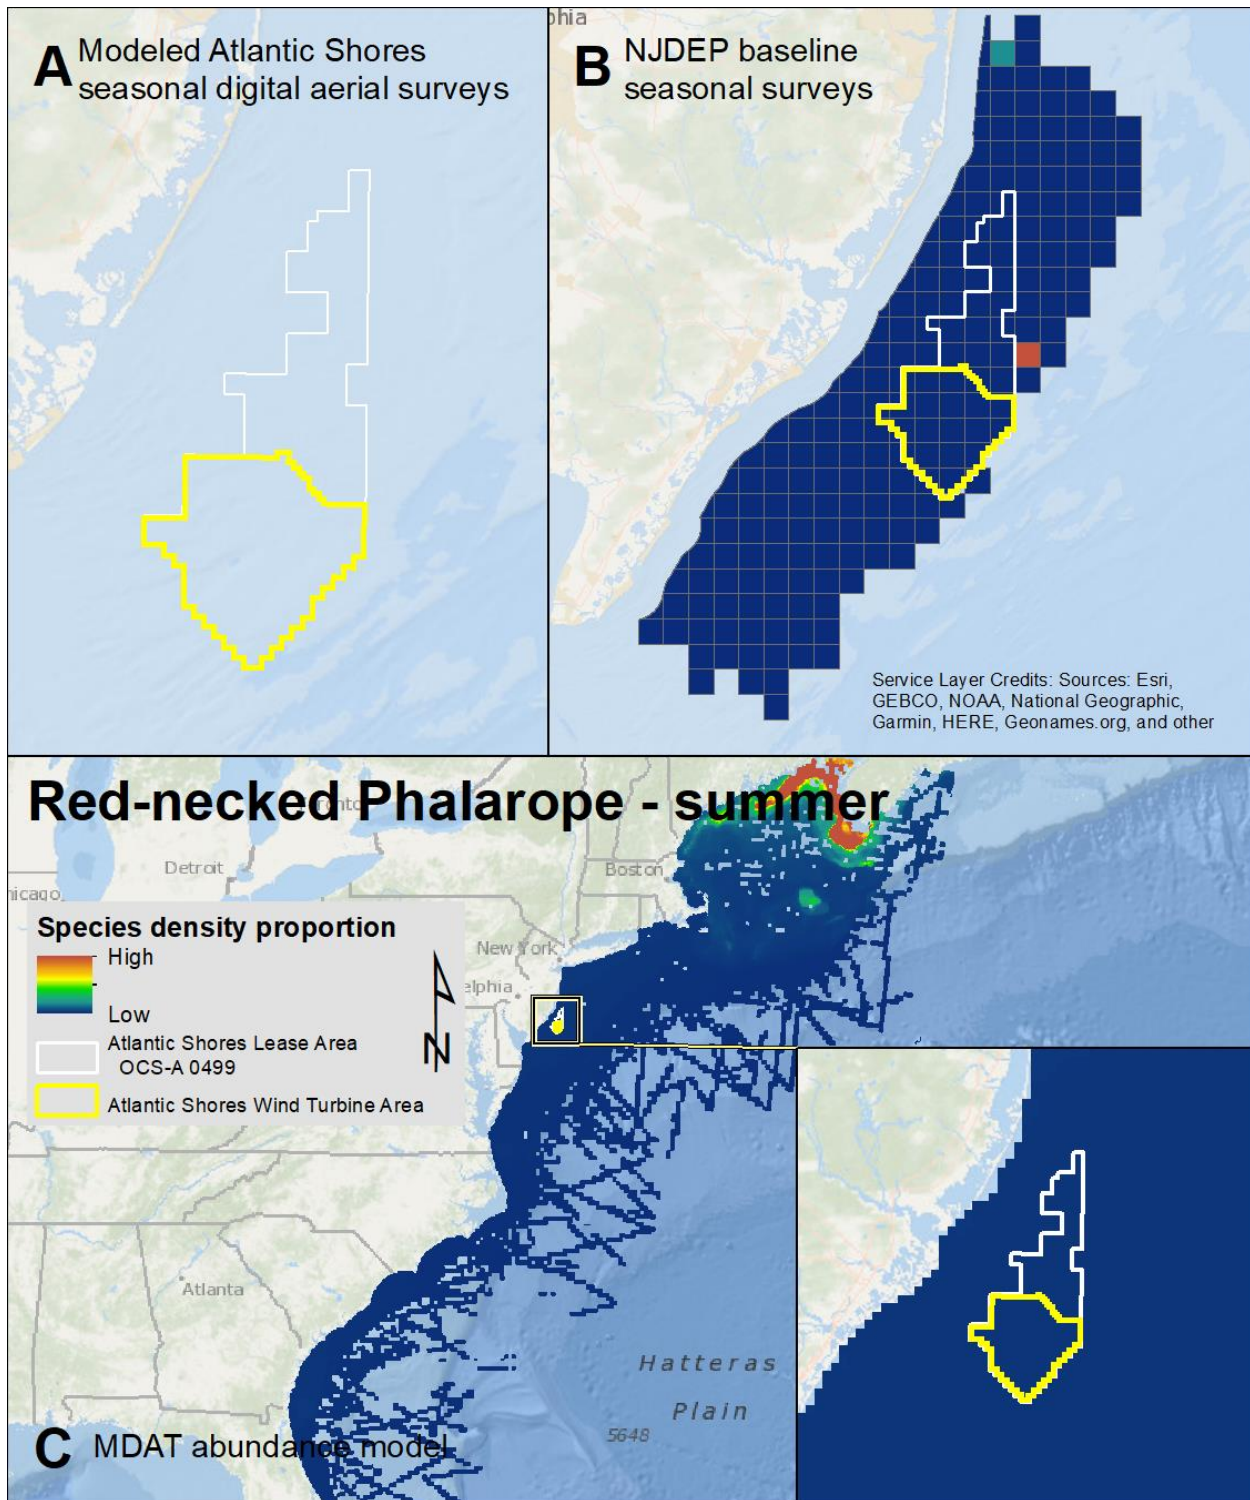 A Modeled Atlantic Shores
seasonal digital aerial surveys
phia
B NJDEP baseline
seasonal surveys
Service Layer Credits: Sources: Esri,
GEBCO, NOAA, National Geographic,
Garmin, HERE, Geonames.org, and other
Red-necked Phalarope - summer
Detroit
Boston
hicago
New York
elphia
Species density proportion
High
Low
Atlantic Shores Lease Area
OCS-A 0499
Atlantic Shores Wind Turbine Area
N
Atlanta
Hatteras
Plain
5648
C MDAT abundance model